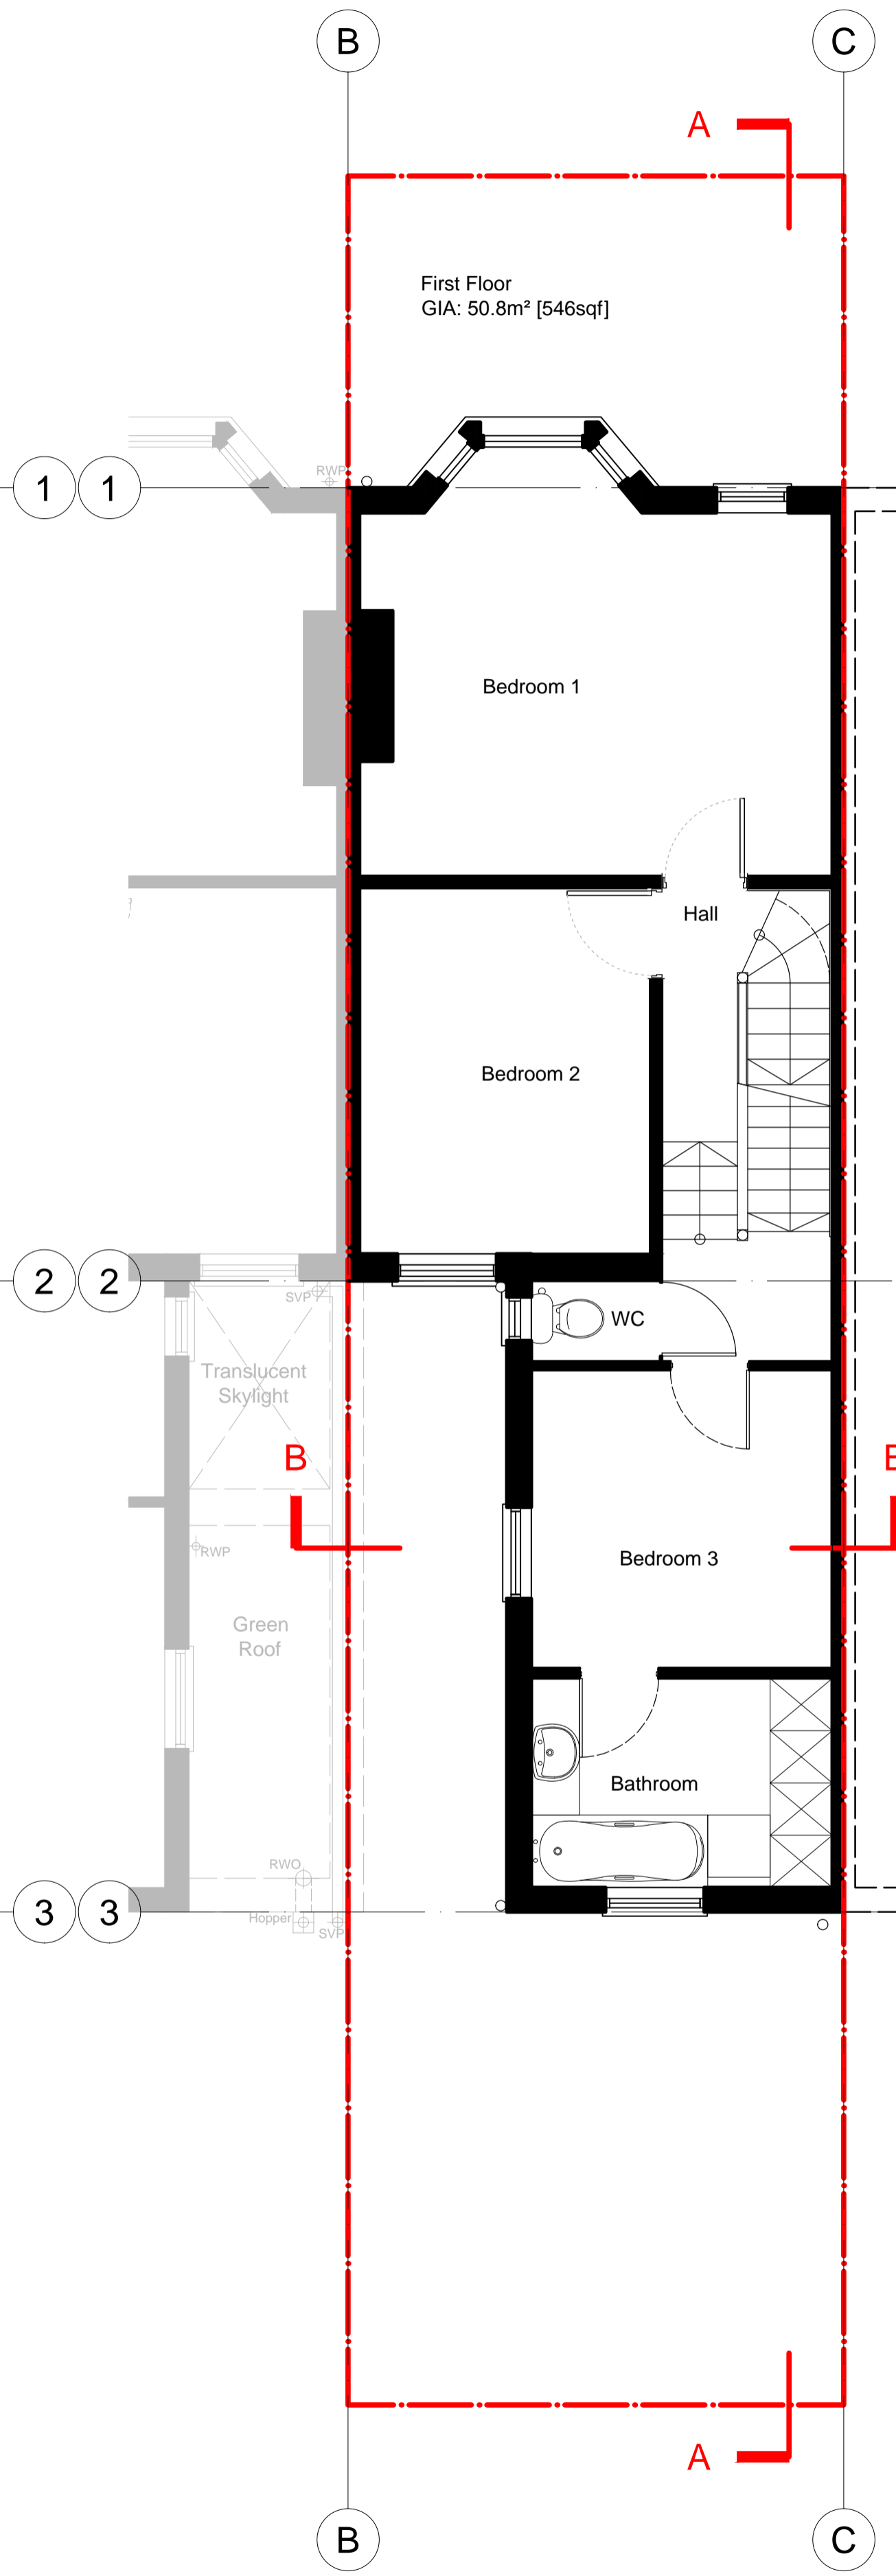 B
C
A
First Floor
GIA: 50.8m² [546sqf]
RWP
1
1
Bedroom 1
Hall
Bedroom 2
2
2
SVP
WC
Translucent
Skylight
B
B
RWP
Bedroom 3
Green
Roof
Bathroom
RWO
Hopper
SVP
3
3
A
B
C